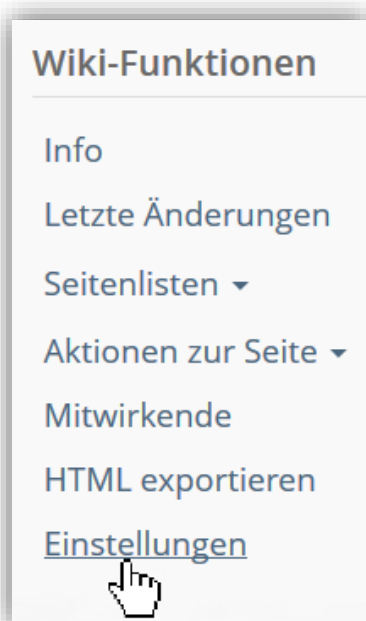 Wiki-Funktionen
Info
Letzte Änderungen
Seitenlisten
Aktionen zur Seite
Mitwirkende
HTML exportieren
Einstellungen